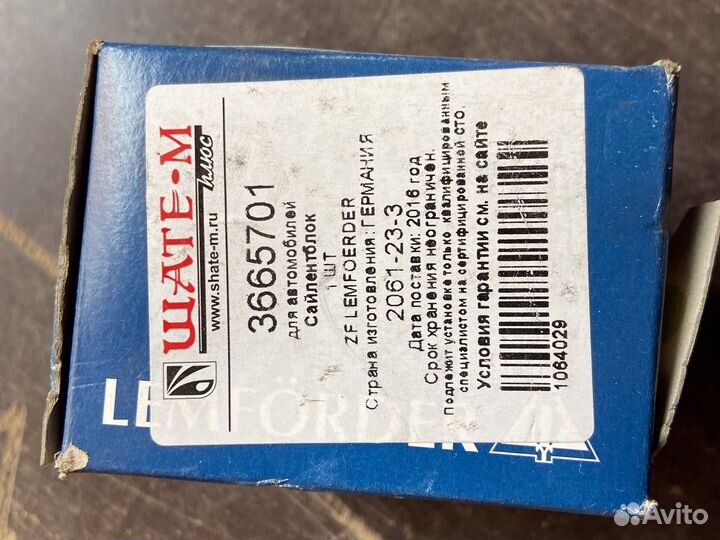 ШАТЕ-М
плюс
www.shate-m.ru
3665701
для автомобилей
Сайлентблок
1 ШТ
ZF LEMFOERDER
Страна изготовления: ГЕРМАНИЯ
2061-23-3
Дата поставки: 2016 год
Срок хранения неограничен.
Подлежит установке только квалифицированным
специалистом на сертифицированной сто.
Условия гарантии см. на сайте
1064029
LEMFÖRDER
Avito